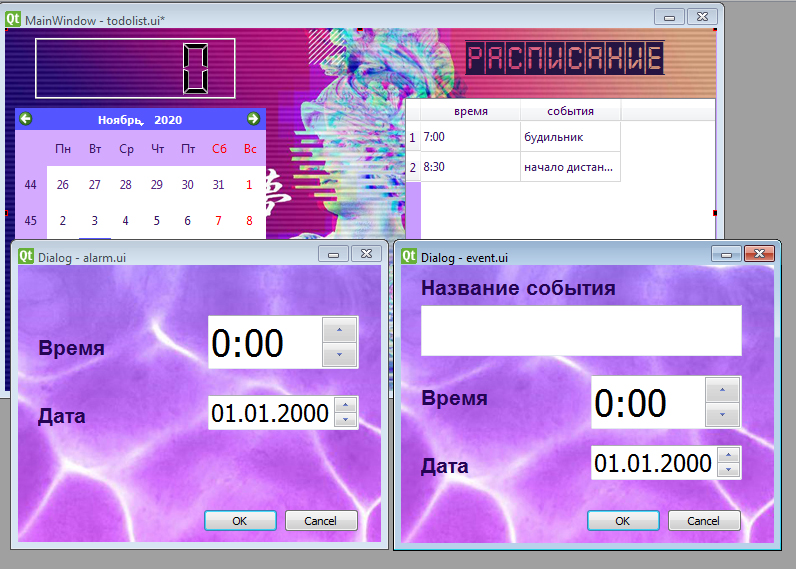 MainWindow - todolist.ui*
0
РАСПИСАНИЕ
Ноябрь, 2020
Пн Вт Ср Чт Пт Сб Вс
44 26 27 28 29 30 31 1
45 2 3 4 5 6 7 8
время события
1 7:00 будильник
2 8:30 начало дистан...
夢
Dialog - alarm.ui
Время 0:00
Дата 01.01.2000
OK Cancel
Dialog - event.ui
Название события
Время 0:00
Дата 01.01.2000
OK Cancel